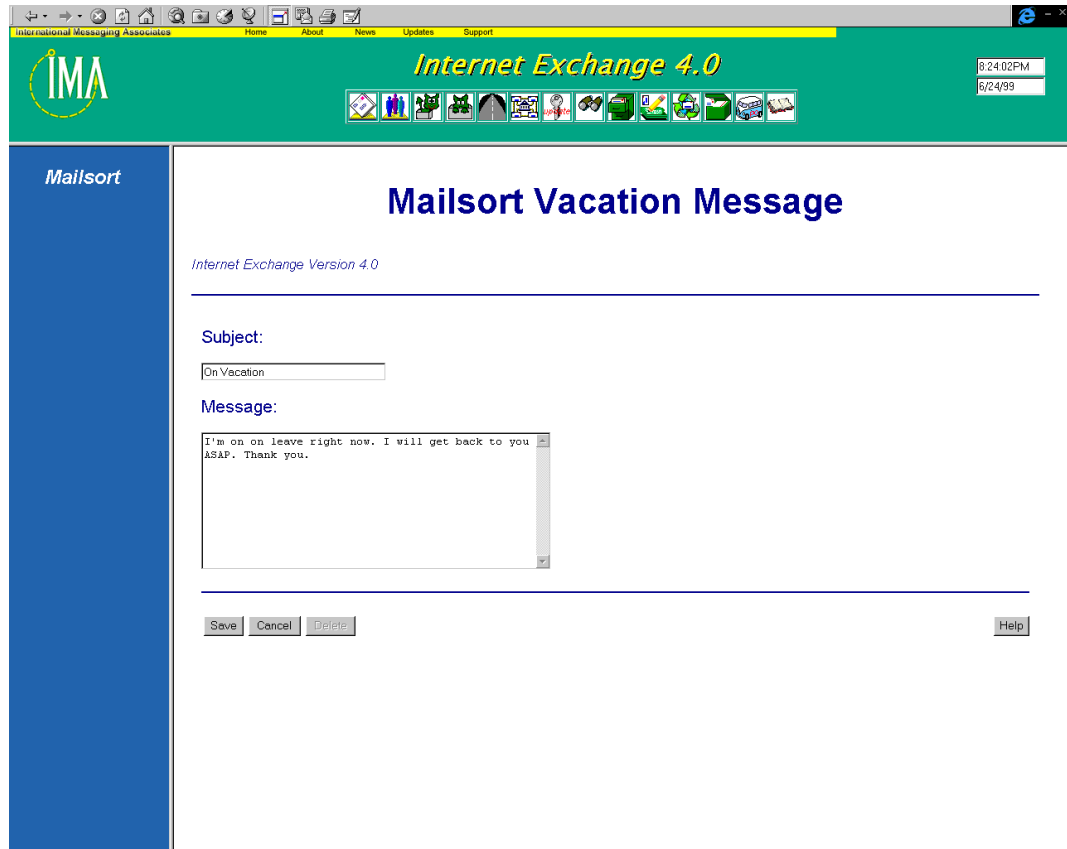 International Messaging Associates Home About News Updates Support
IMA
Internet Exchange 4.0
8:24:02PM
6/24/99
update
Mailsort
Mailsort Vacation Message
Internet Exchange Version 4.0
Subject:
On Vacation
Message:
I'm on on leave right now. I will get back to you
ASAP. Thank you.
Save Cancel Delete Help